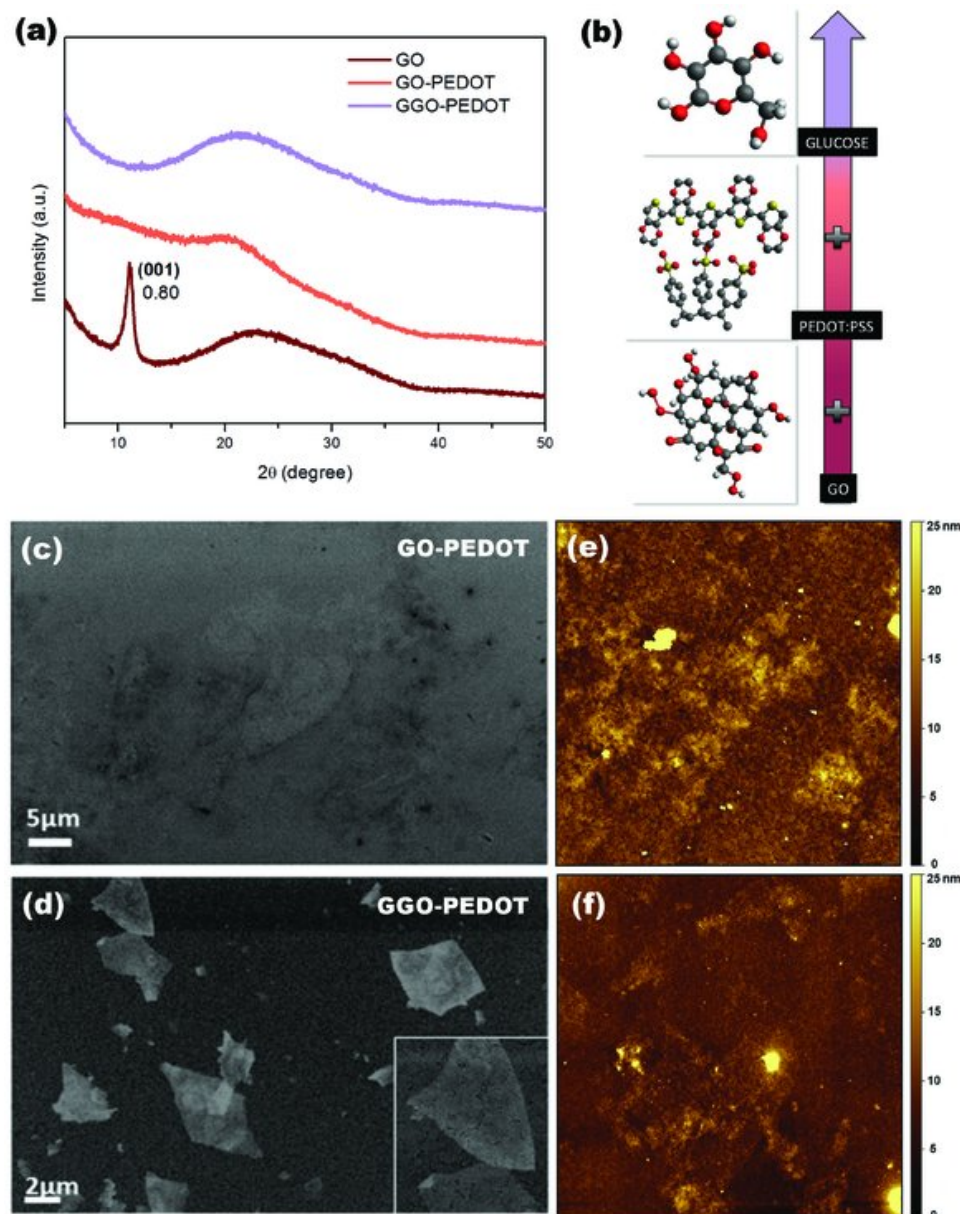 (a)
GO
GO-PEDOT
GGO-PEDOT
Intensity (a.u.)
(001)
0.80
10
20
30
40
50
2θ (degree)
(b)
GLUCOSE
PEDOT:PSS
GO
(c)
GO-PEDOT
5µm
(e)
25 nm
20
15
10
5
0
(d)
GGO-PEDOT
2µm
(f)
25 nm
20
15
10
5
0